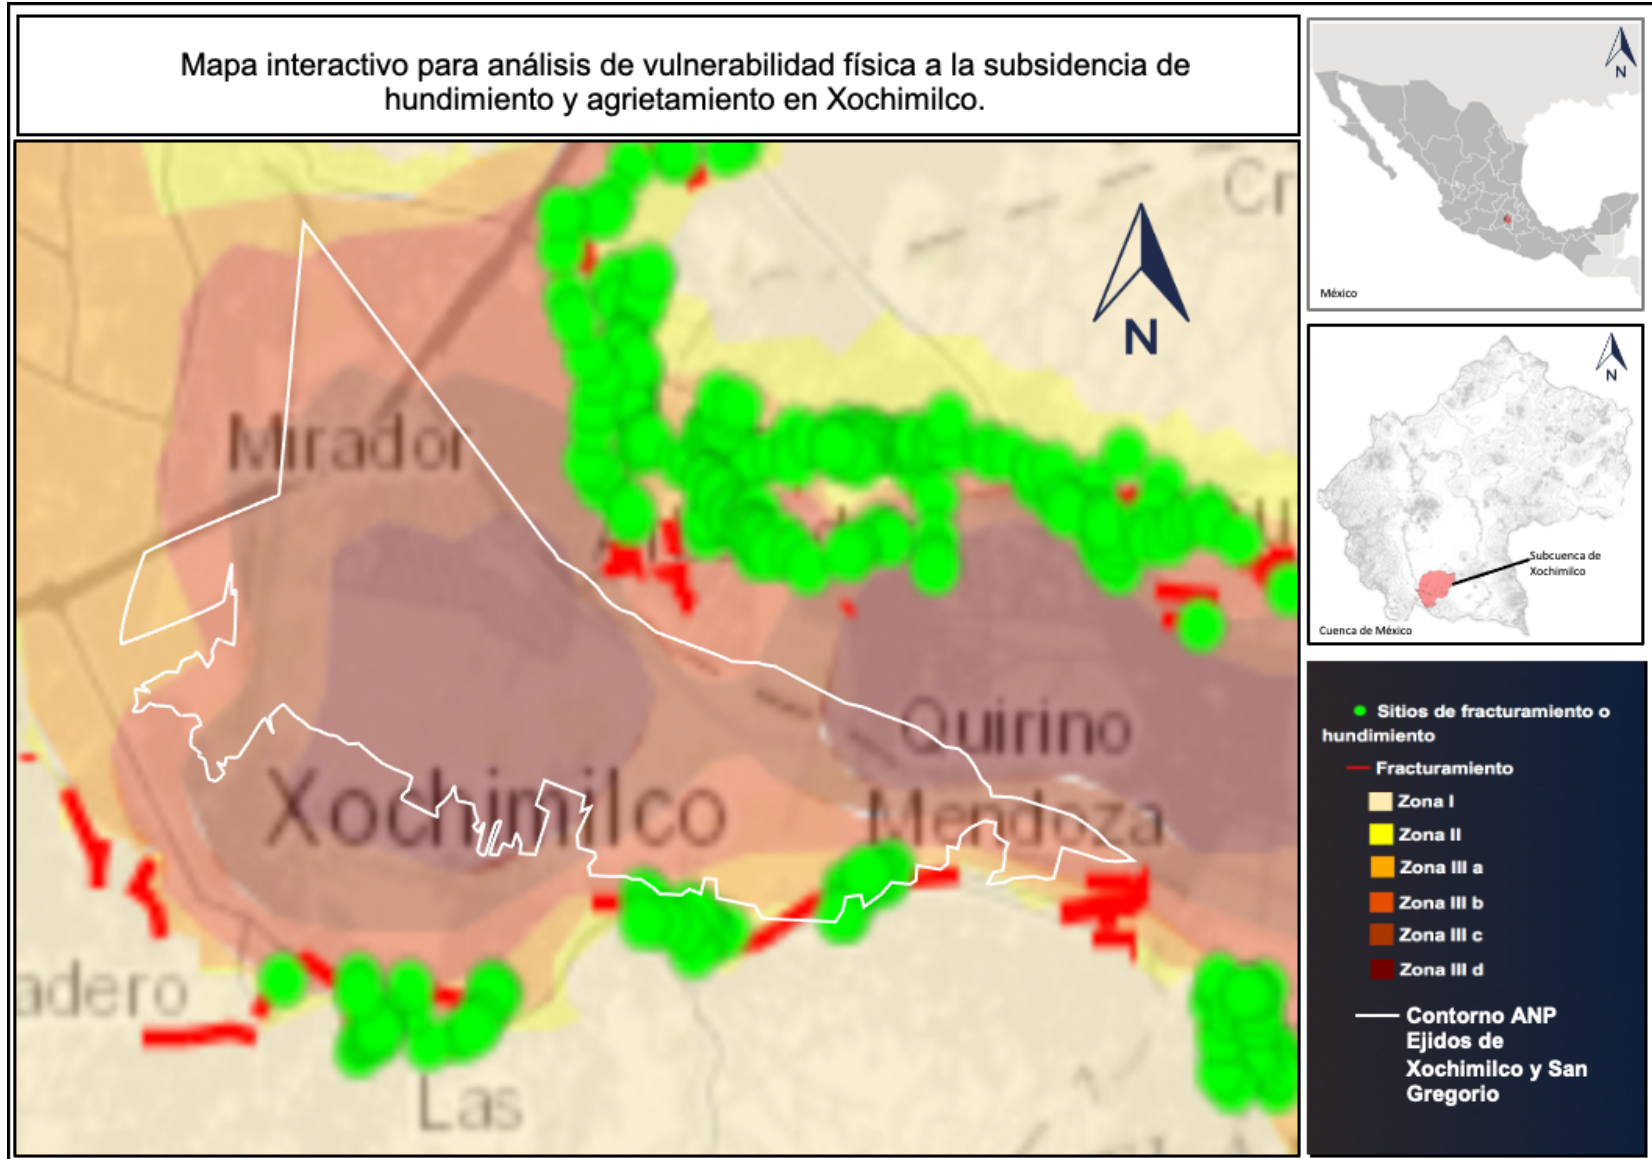 Mapa interactivo para análisis de vulnerabilidad física a la subsidencia de
hundimiento y agrietamiento en Xochimilco.
N
México
N
Subcuenca de
Xochimilco
Cuenca de México
Cr
N
Mirador
Quirino
Xochimilco
Mendoza
adero
Las
Sitios de fracturamiento o
hundimiento
Fracturamiento
Zona I
Zona II
Zona III a
Zona III b
Zona III c
Zona III d
Contorno ANP
Ejidos de
Xochimilco y San
Gregorio